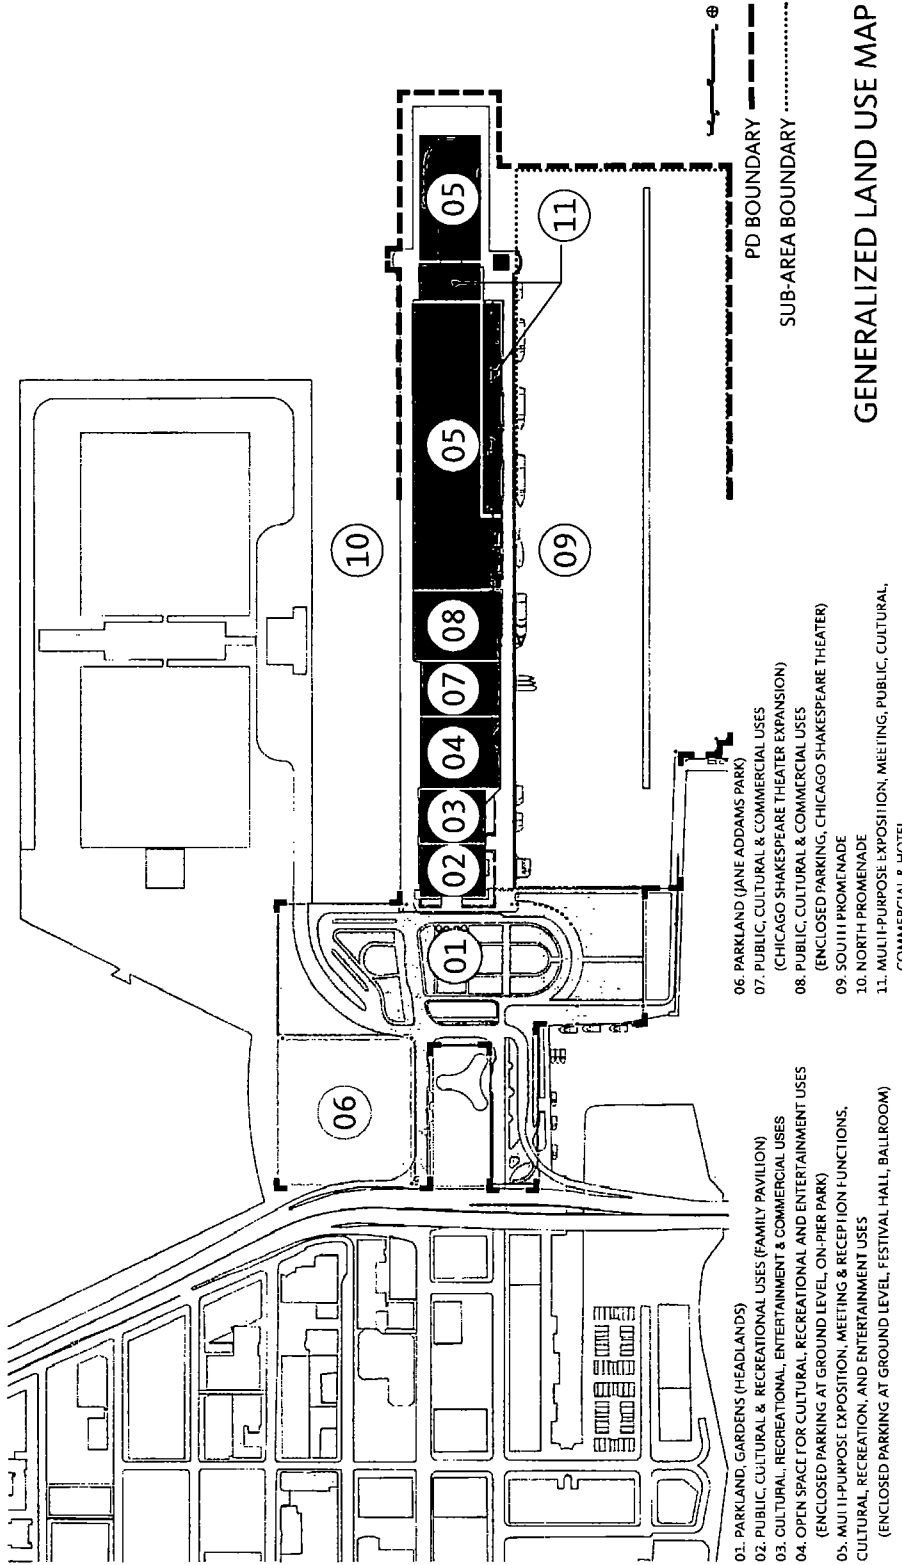 05
11
05
10
09
08
07
04
03
02
01
06
PD BOUNDARY
SUB-AREA BOUNDARY
GENERALIZED LAND USE MAP
01. PARKLAND, GARDENS (HEADLANDS)
02. PUBLIC, CULTURAL & RECREATIONAL USES (FAMILY PAVILION)
03. CULTURAL, RECREATIONAL, ENTERTAINMENT & COMMERCIAL USES
04. OPEN SPACE FOR CULTURAL, RECREATIONAL AND ENTERTAINMENT USES
(ENCLOSED PARKING AT GROUND LEVEL, ON-PIER PARK)
05. MULTI-PURPOSE EXPOSITION, MEETING & RECEPTION FUNCTIONS,
CULTURAL, RECREATION, AND ENTERTAINMENT USES
(ENCLOSED PARKING AT GROUND LEVEL, FESTIVAL HALL, BALLROOM)
06. PARKLAND (JANE ADDAMS PARK)
07. PUBLIC, CULTURAL & COMMERCIAL USES
(CHICAGO SHAKESPEARE THEATER EXPANSION)
08. PUBLIC, CULTURAL & COMMERCIAL USES
(ENCLOSED PARKING, CHICAGO SHAKESPEARE THEATER)
09. SOUTH PROMENADE
10. NORTH PROMENADE
11. MULTI-PURPOSE EXPOSITION, MEETING, PUBLIC, CULTURAL,
COMMERCIAL & HOTEL